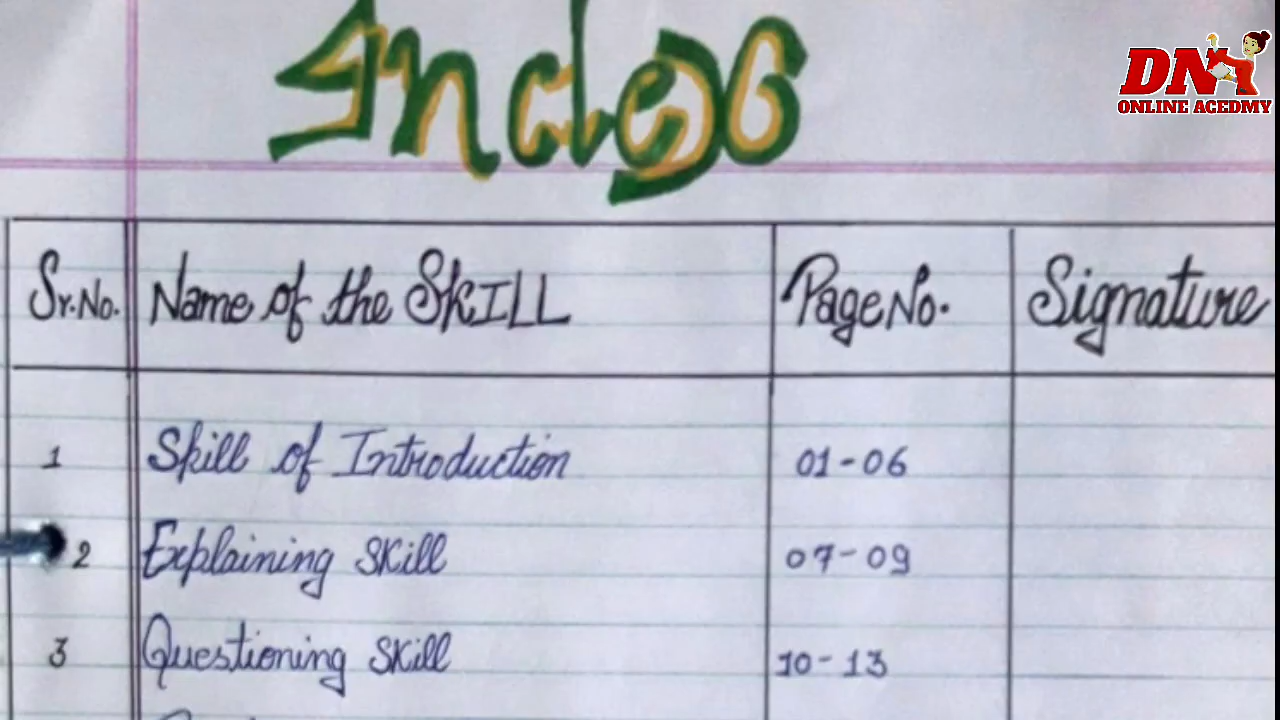 Index
DNA
ONLINE ACEDMY
Sr.No. Name of the SKILL Page No. Signature
1 Skill of Introduction 01-06
2 Explaining Skill 07-09
3 Questioning Skill 10-13